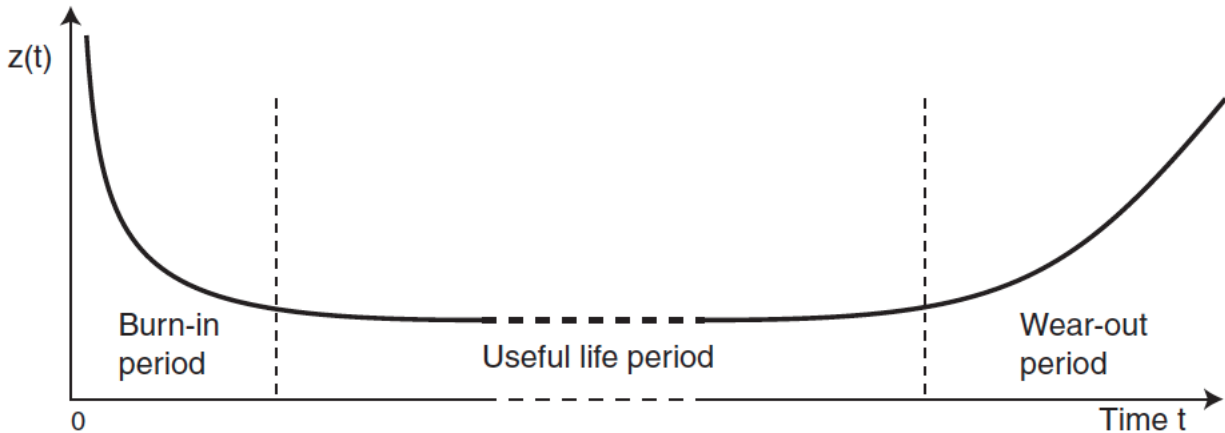 z(t)
Burn-in
period
Useful life period
Wear-out
period
0
Time t